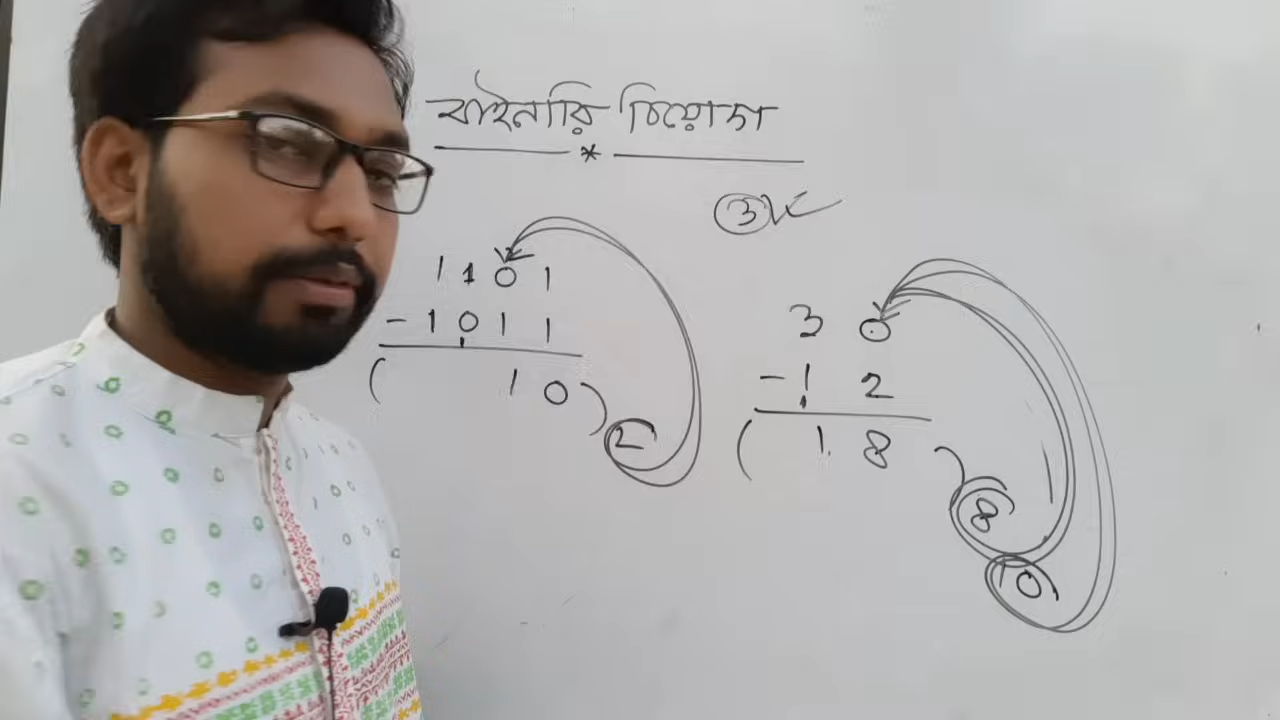 বাইনারি বিয়োগ
*
3
1 1 0 1
- 1 0 1 1
( 1 0 )2
3 0
- 1 2
( 1 8 )8
10